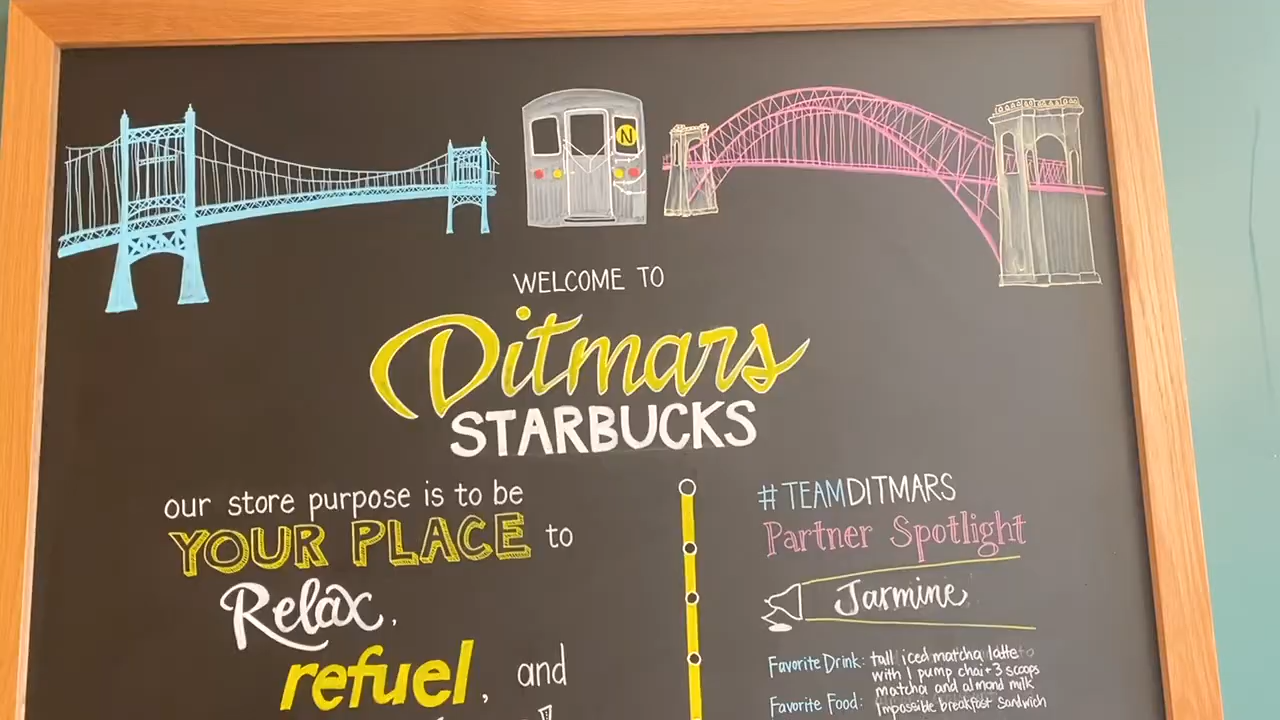 N
WELCOME TO
Ditmars
STARBUCKS
our store purpose is to be
YOUR PLACE to
Relax,
refuel, and
#TEAMDITMARS
Partner Spotlight
Jarmine
Favorite Drink: tall iced matcha latte
with 1 pump chai + 3 scoops
matcha and almond milk
Favorite Food: Impossible breakfast sandwich